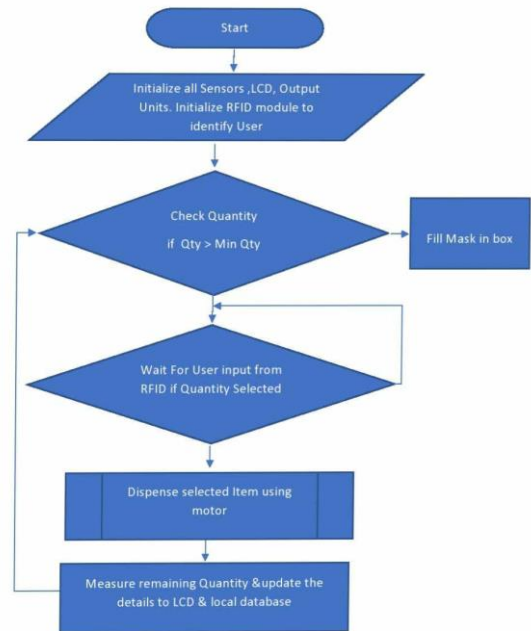 Start
Initialize all Sensors ,LCD, Output
Units. Initialize RFID module to
identify User
Check Quantity
if Qty > Min Qty
Fill Mask in box
Wait For User input from
RFID if Quantity Selected
Dispense selected Item using
motor
Measure remaining Quantity &update the
details to LCD & local database